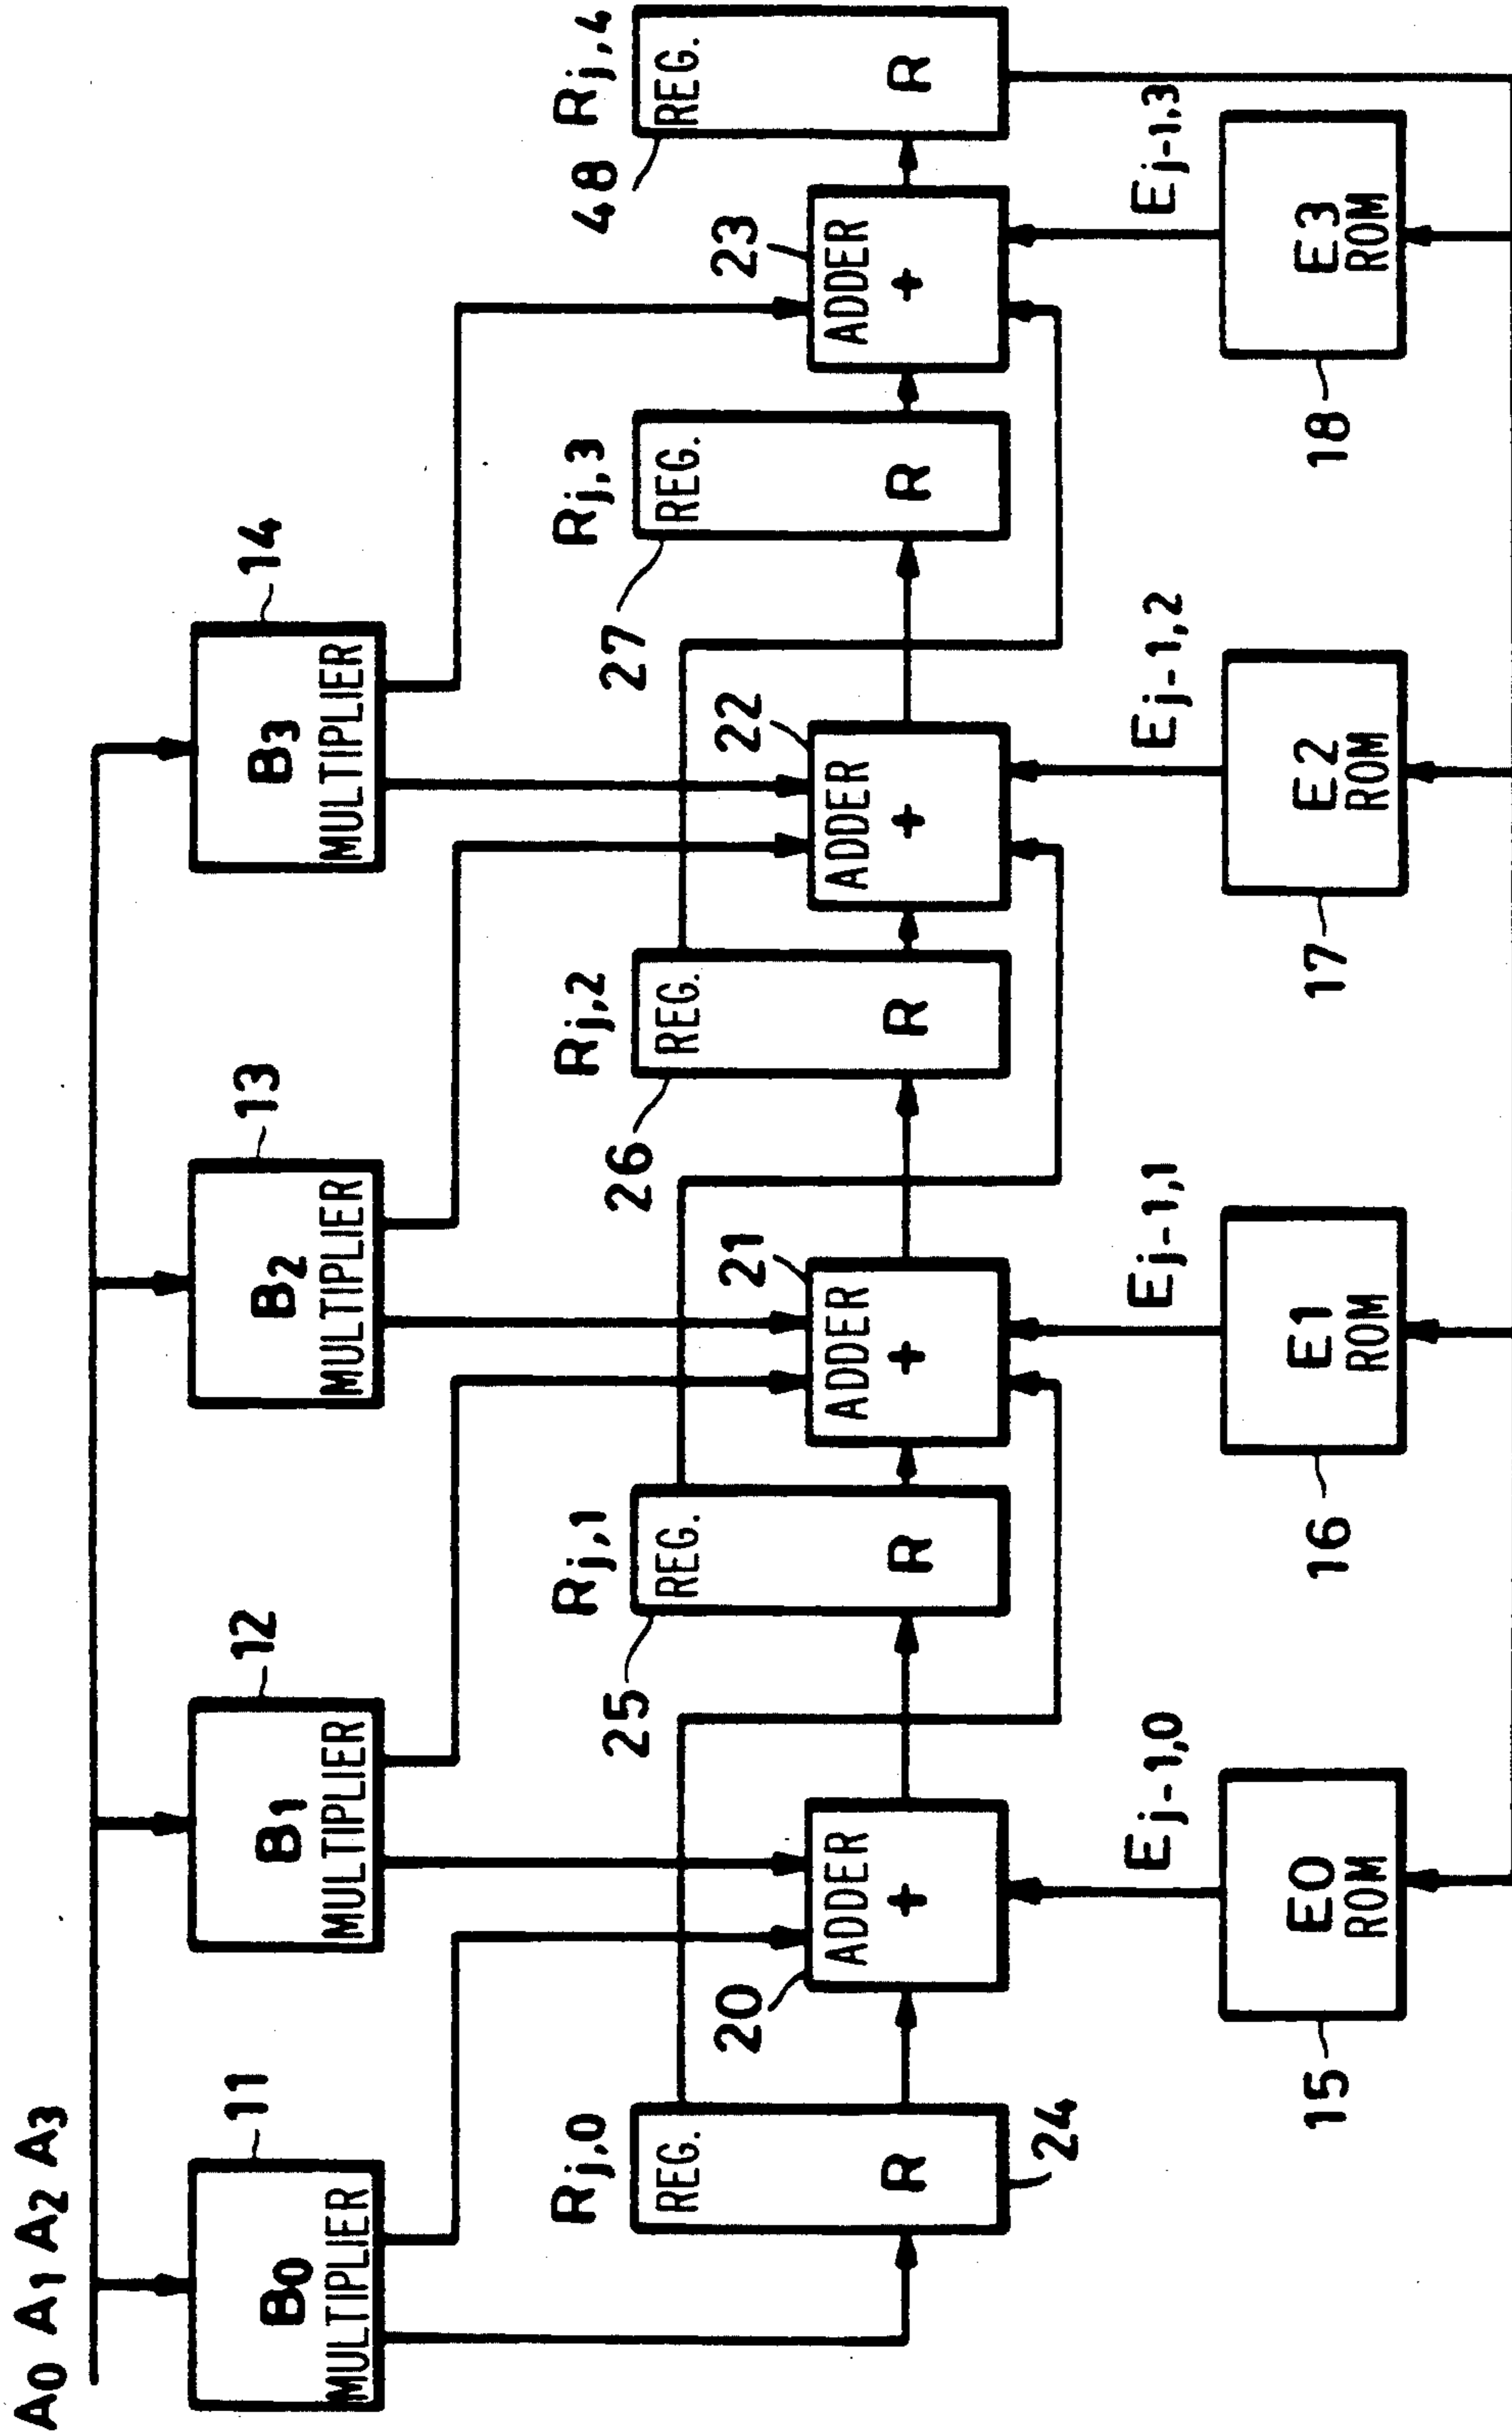 A0 A1 A2 A3
11
12
13
14
B0
MULTIPLIER
B1
MULTIPLIER
B2
MULTIPLIER
B3
MULTIPLIER
Rj,0
Rj,1
Rj,2
Rj,3
Rj,4
25
26
27
48
REG.
R
REG.
R
REG.
R
REG.
R
REG.
R
24
20
21
22
23
ADDER
+
ADDER
+
ADDER
+
ADDER
+
Ej-1,0
Ej-1,1
Ej-1,2
Ej-1,3
E0
ROM
E1
ROM
E2
ROM
E3
ROM
15
16
17
18